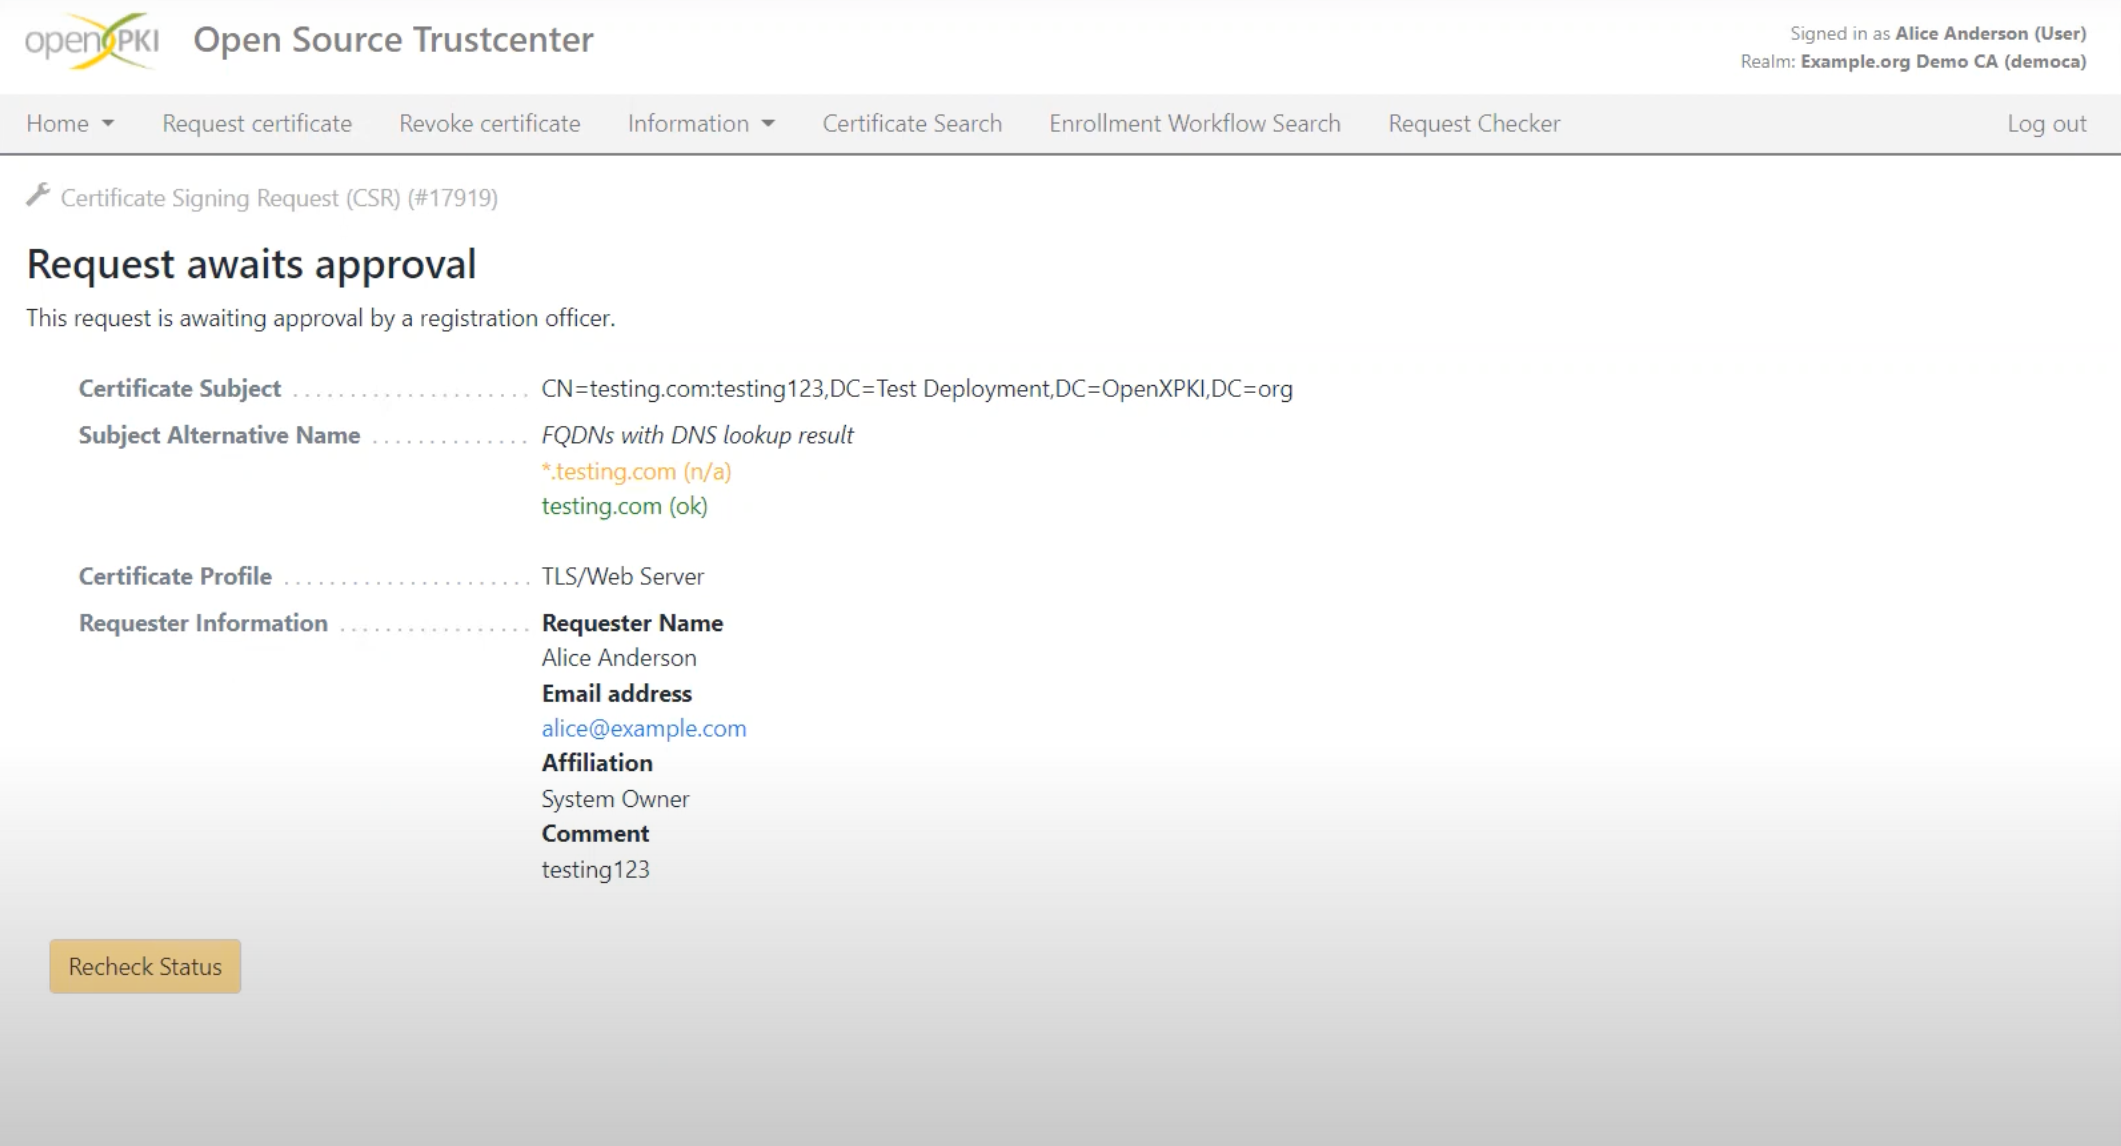 openXPKI Open Source Trustcenter
Signed in as Alice Anderson (User)
Realm: Example.org Demo CA (democa)
Home Request certificate Revoke certificate Information Certificate Search Enrollment Workflow Search Request Checker Log out
Certificate Signing Request (CSR) (#17919)
Request awaits approval
This request is awaiting approval by a registration officer.
Certificate Subject CN=testing.com:testing123,DC=Test Deployment,DC=OpenXPKI,DC=org
Subject Alternative Name FQDNs with DNS lookup result
*.testing.com (n/a)
testing.com (ok)
Certificate Profile TLS/Web Server
Requester Information Requester Name
Alice Anderson
Email address
alice@example.com
Affiliation
System Owner
Comment
testing123
Recheck Status